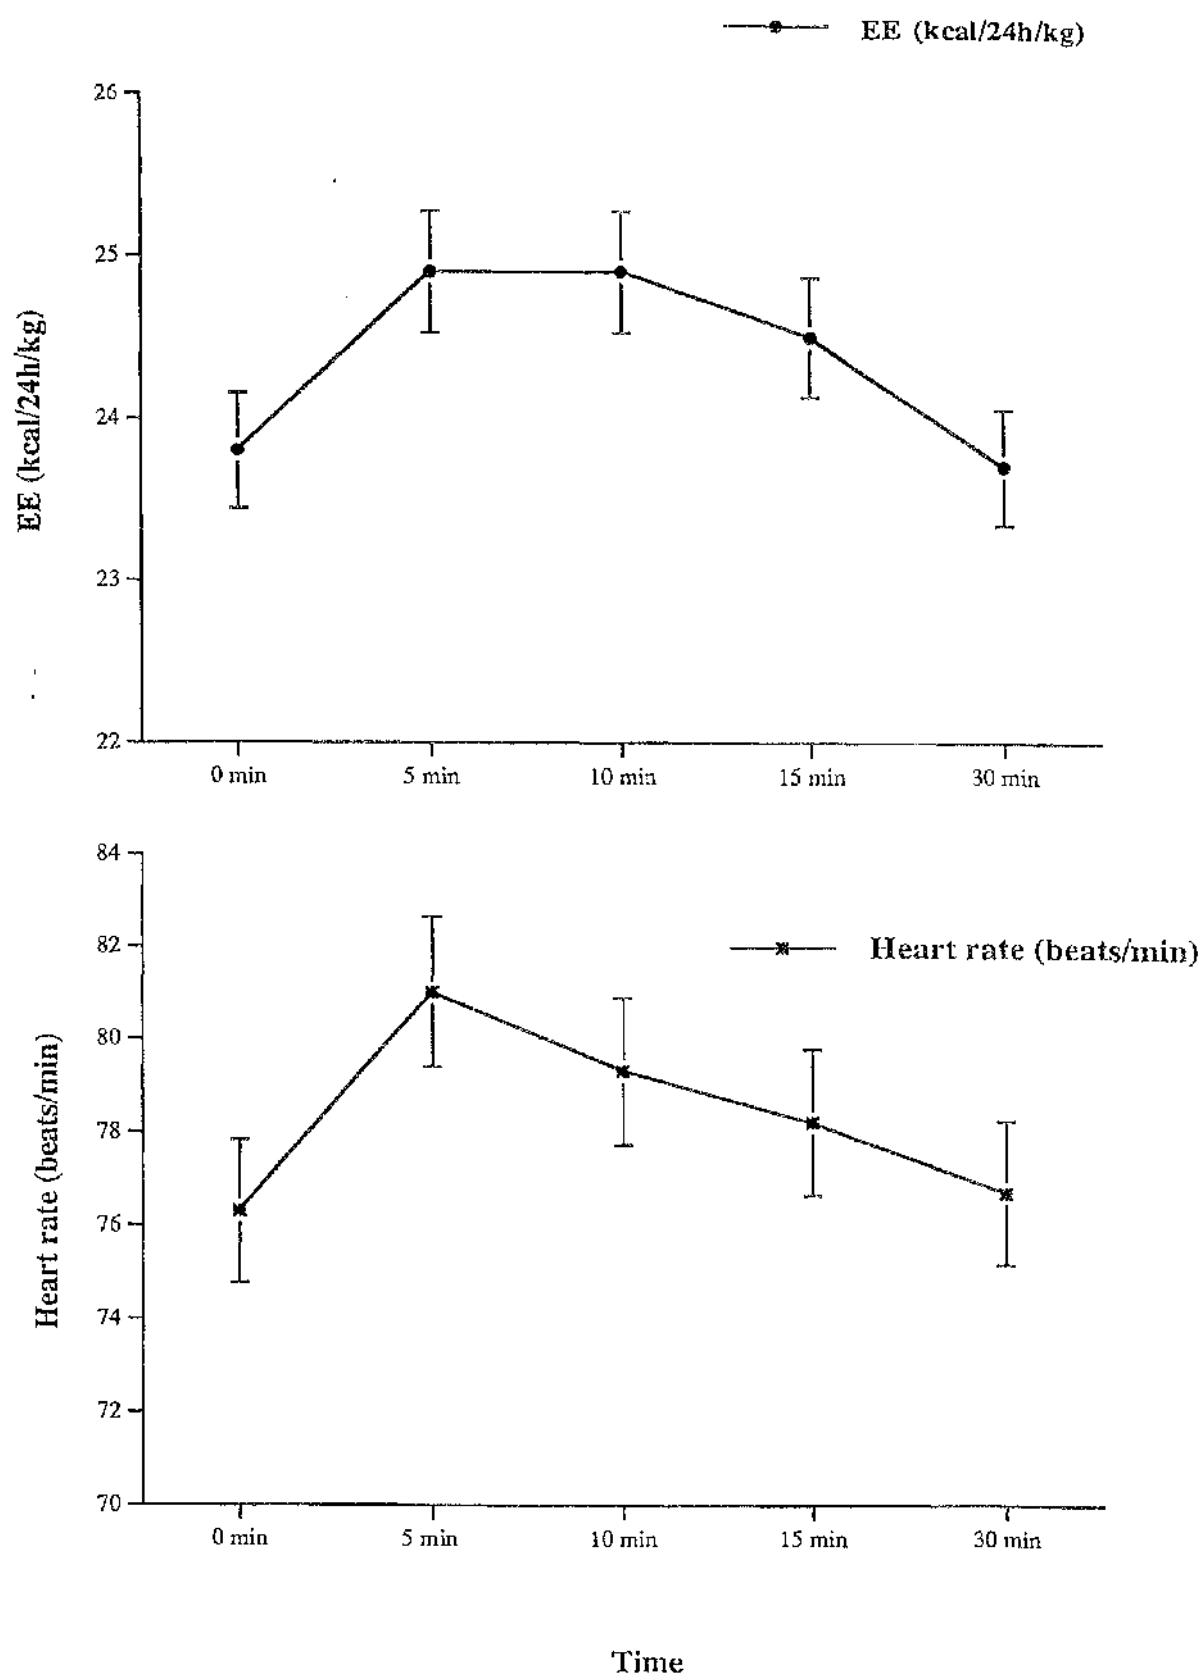 EE (kcal/24h/kg)
26
25
24
23
22
EE (kcal/24h/kg)
0 min
5 min
10 min
15 min
30 min
84
82
80
78
76
74
72
70
Heart rate (beats/min)
Heart rate (beats/min)
0 min
5 min
10 min
15 min
30 min
Time